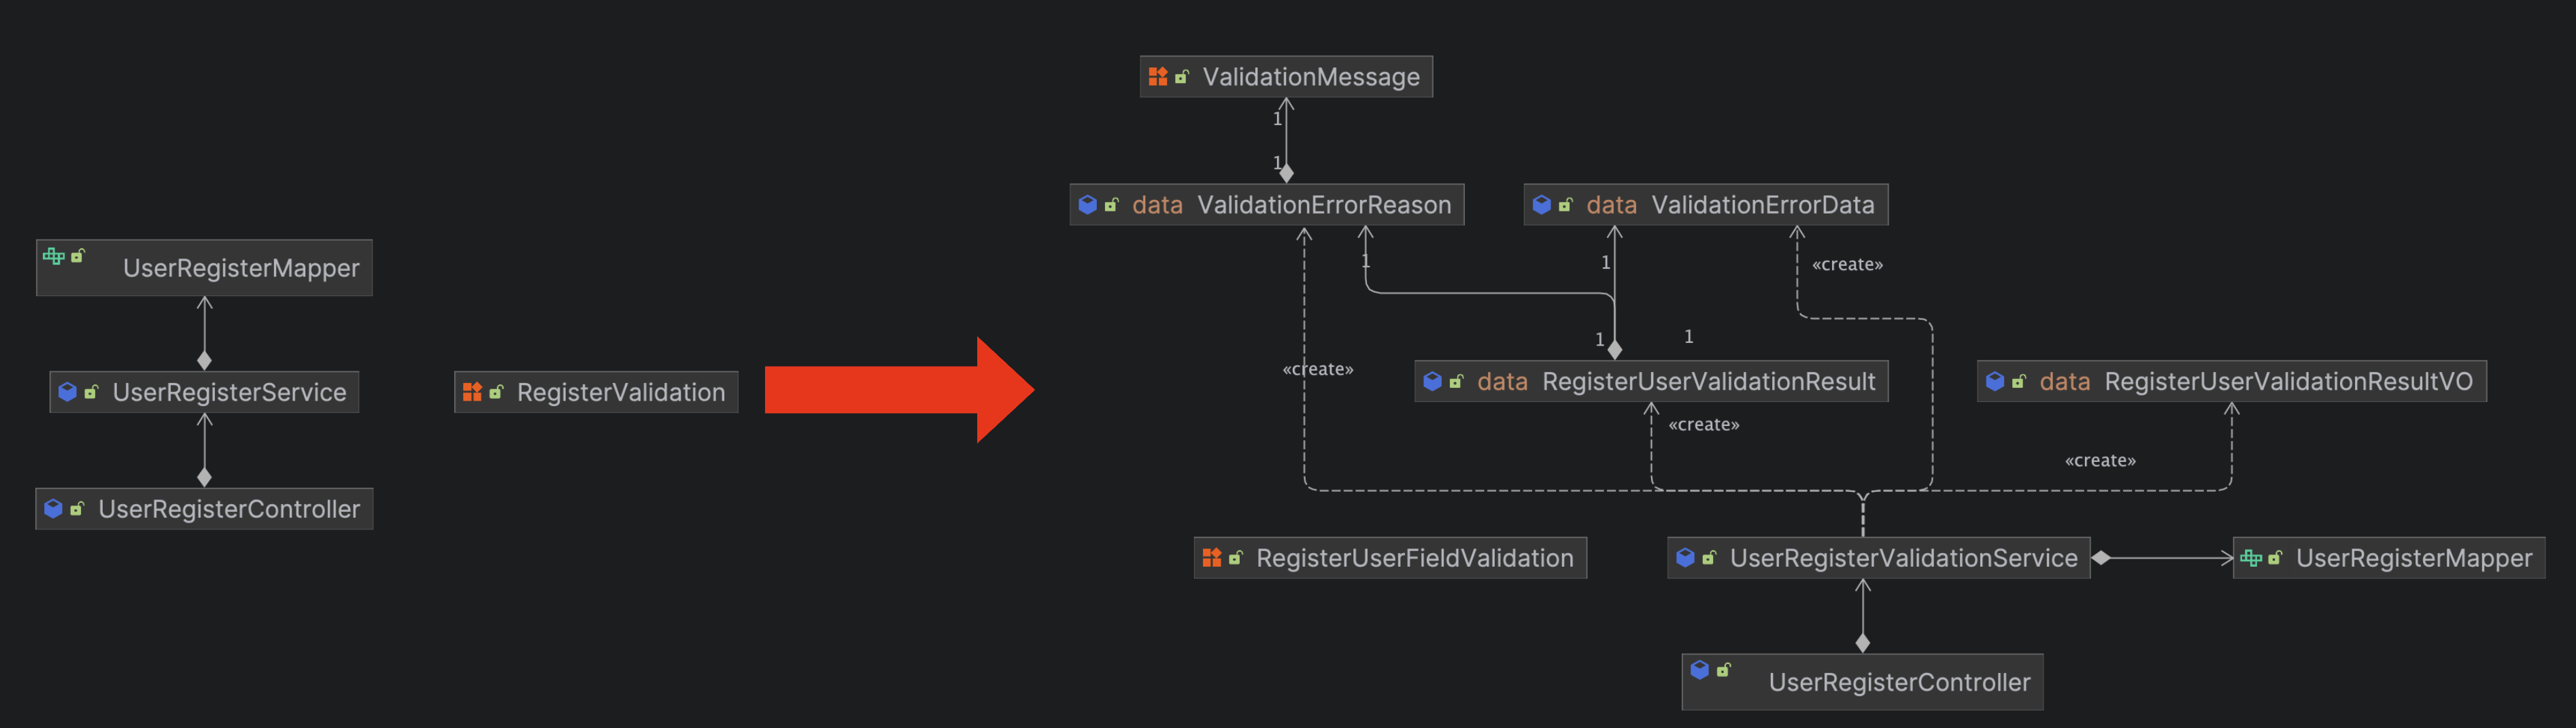 UserRegisterMapper
UserRegisterService
UserRegisterController
RegisterValidation
ValidationMessage
1
1
data ValidationErrorReason
data ValidationErrorData
1
1
«create»
1
1
«create»
data RegisterUserValidationResult
data RegisterUserValidationResultVO
«create»
«create»
RegisterUserFieldValidation
UserRegisterValidationService
UserRegisterMapper
UserRegisterController